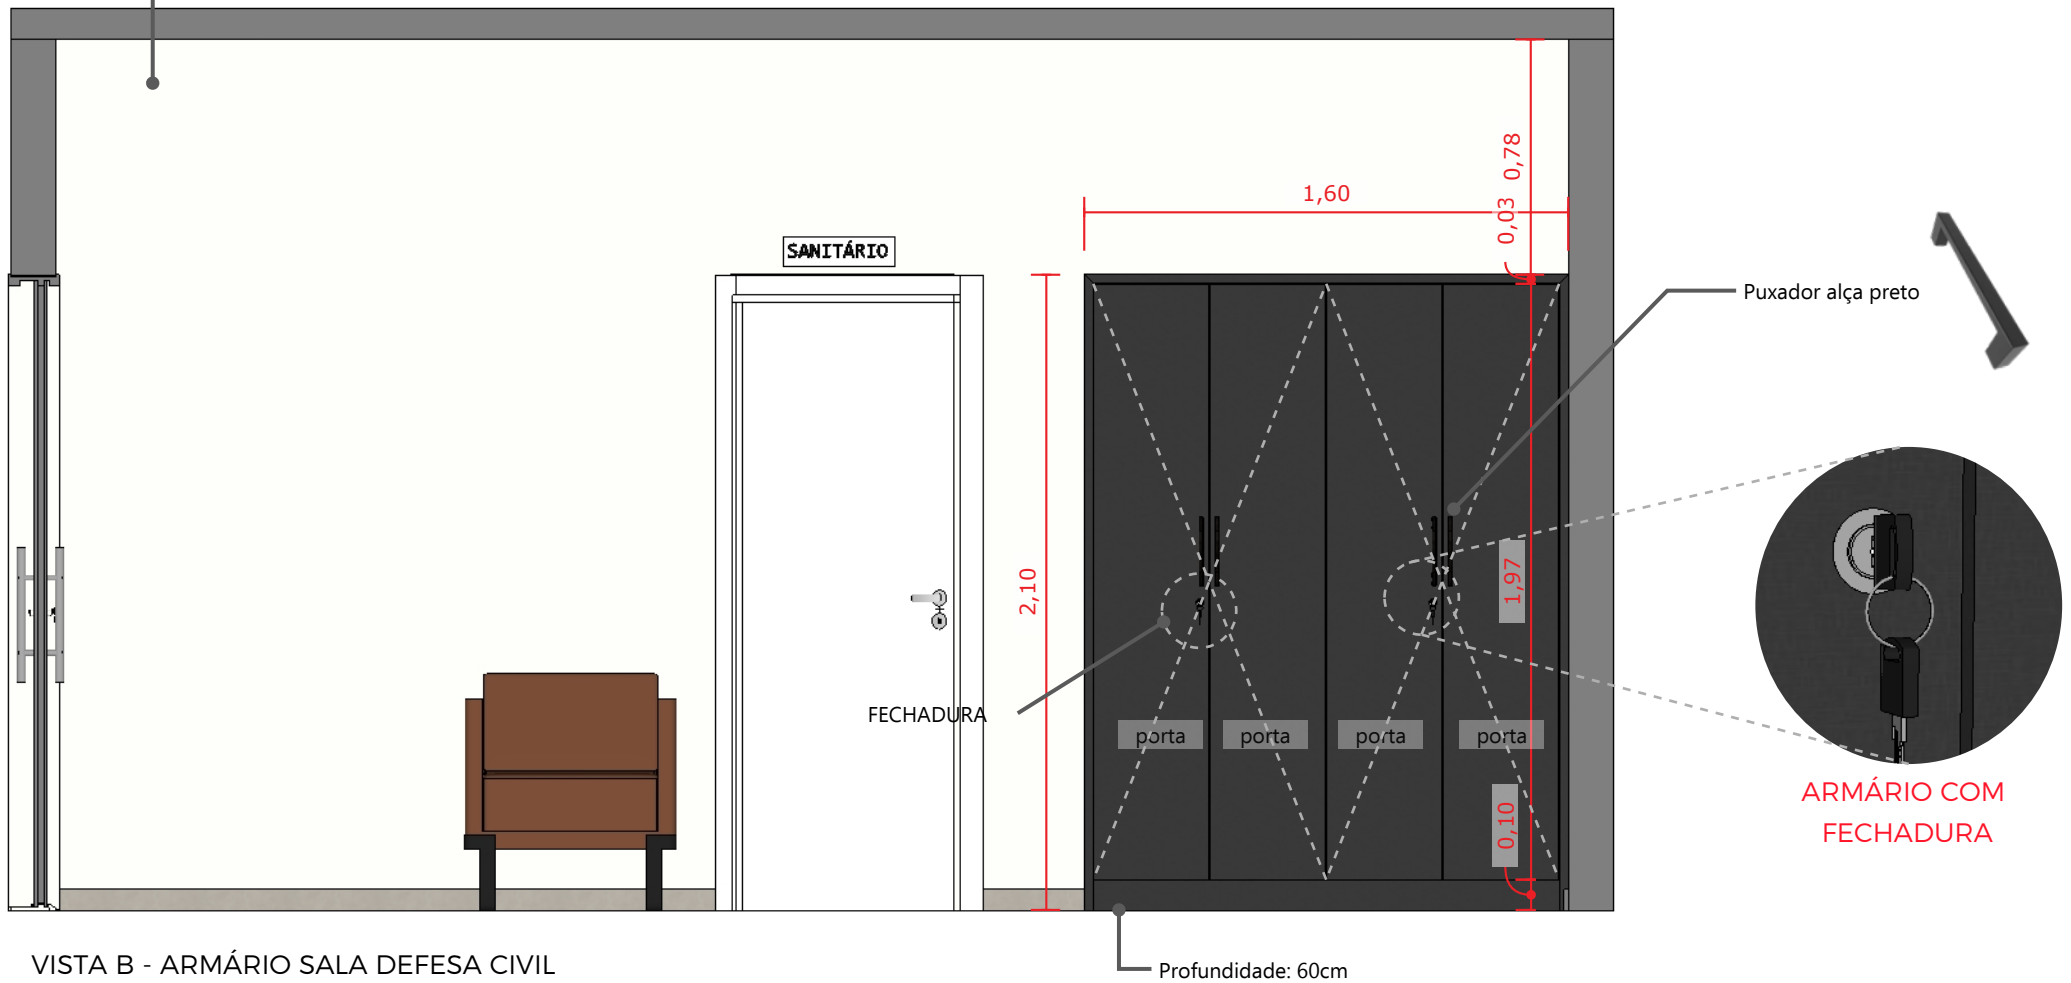 0,78
1,60
0,03
SANITÁRIO
Puxador alça preto
2,10
1,97
FECHADURA
porta
porta
porta
porta
0,10
ARMÁRIO COM
FECHADURA
VISTA B - ARMÁRIO SALA DEFESA CIVIL
Profundidade: 60cm